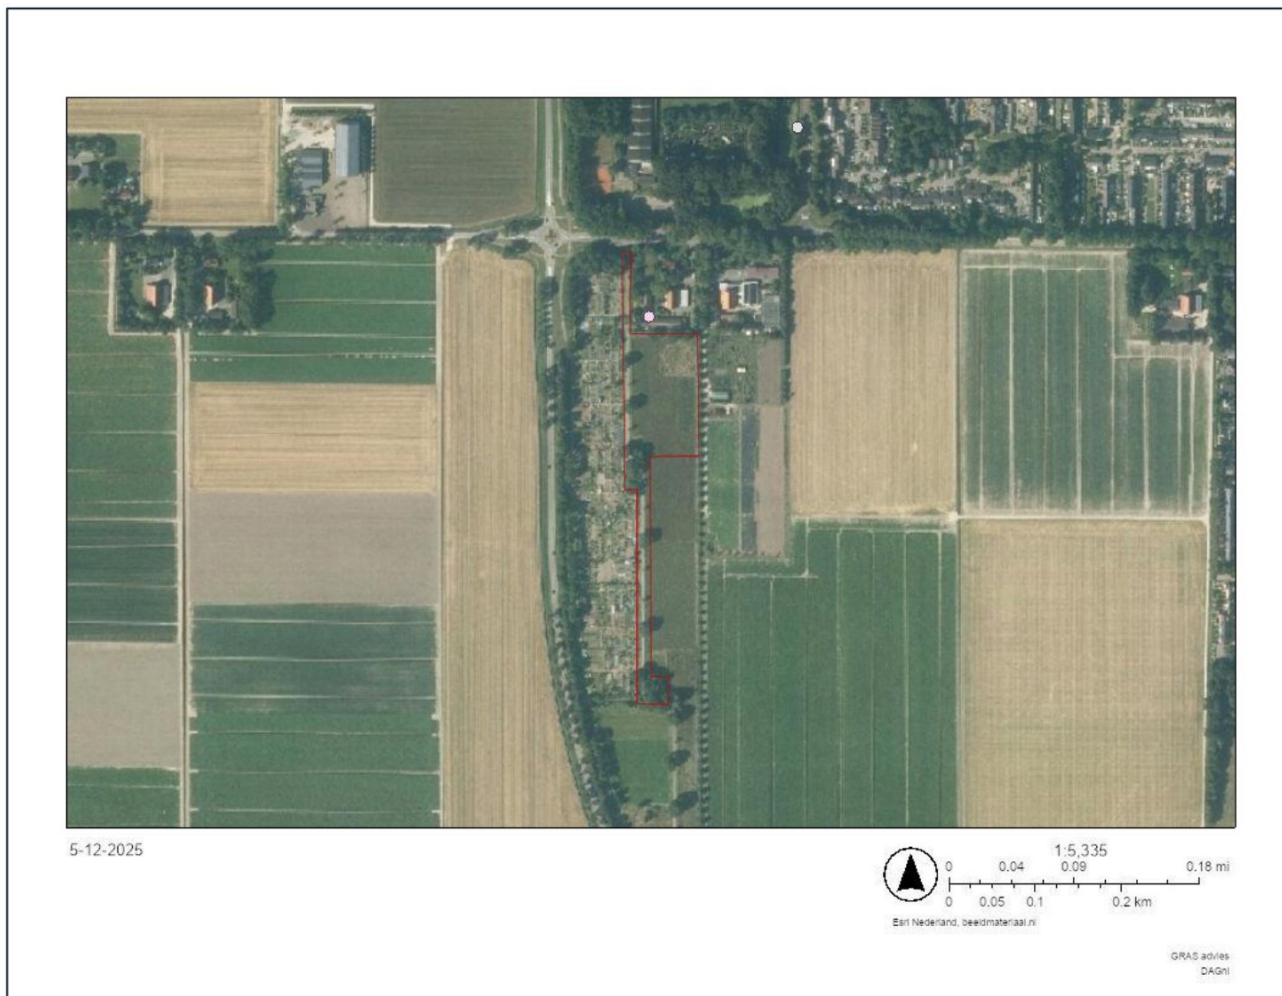 5-12-2025
1:5,335
0 0.04 0.09 0.18 mi
0 0.05 0.1 0.2 km
Esri Nederland, beeldmateriaal.nl
GRAS advies
DAGnl